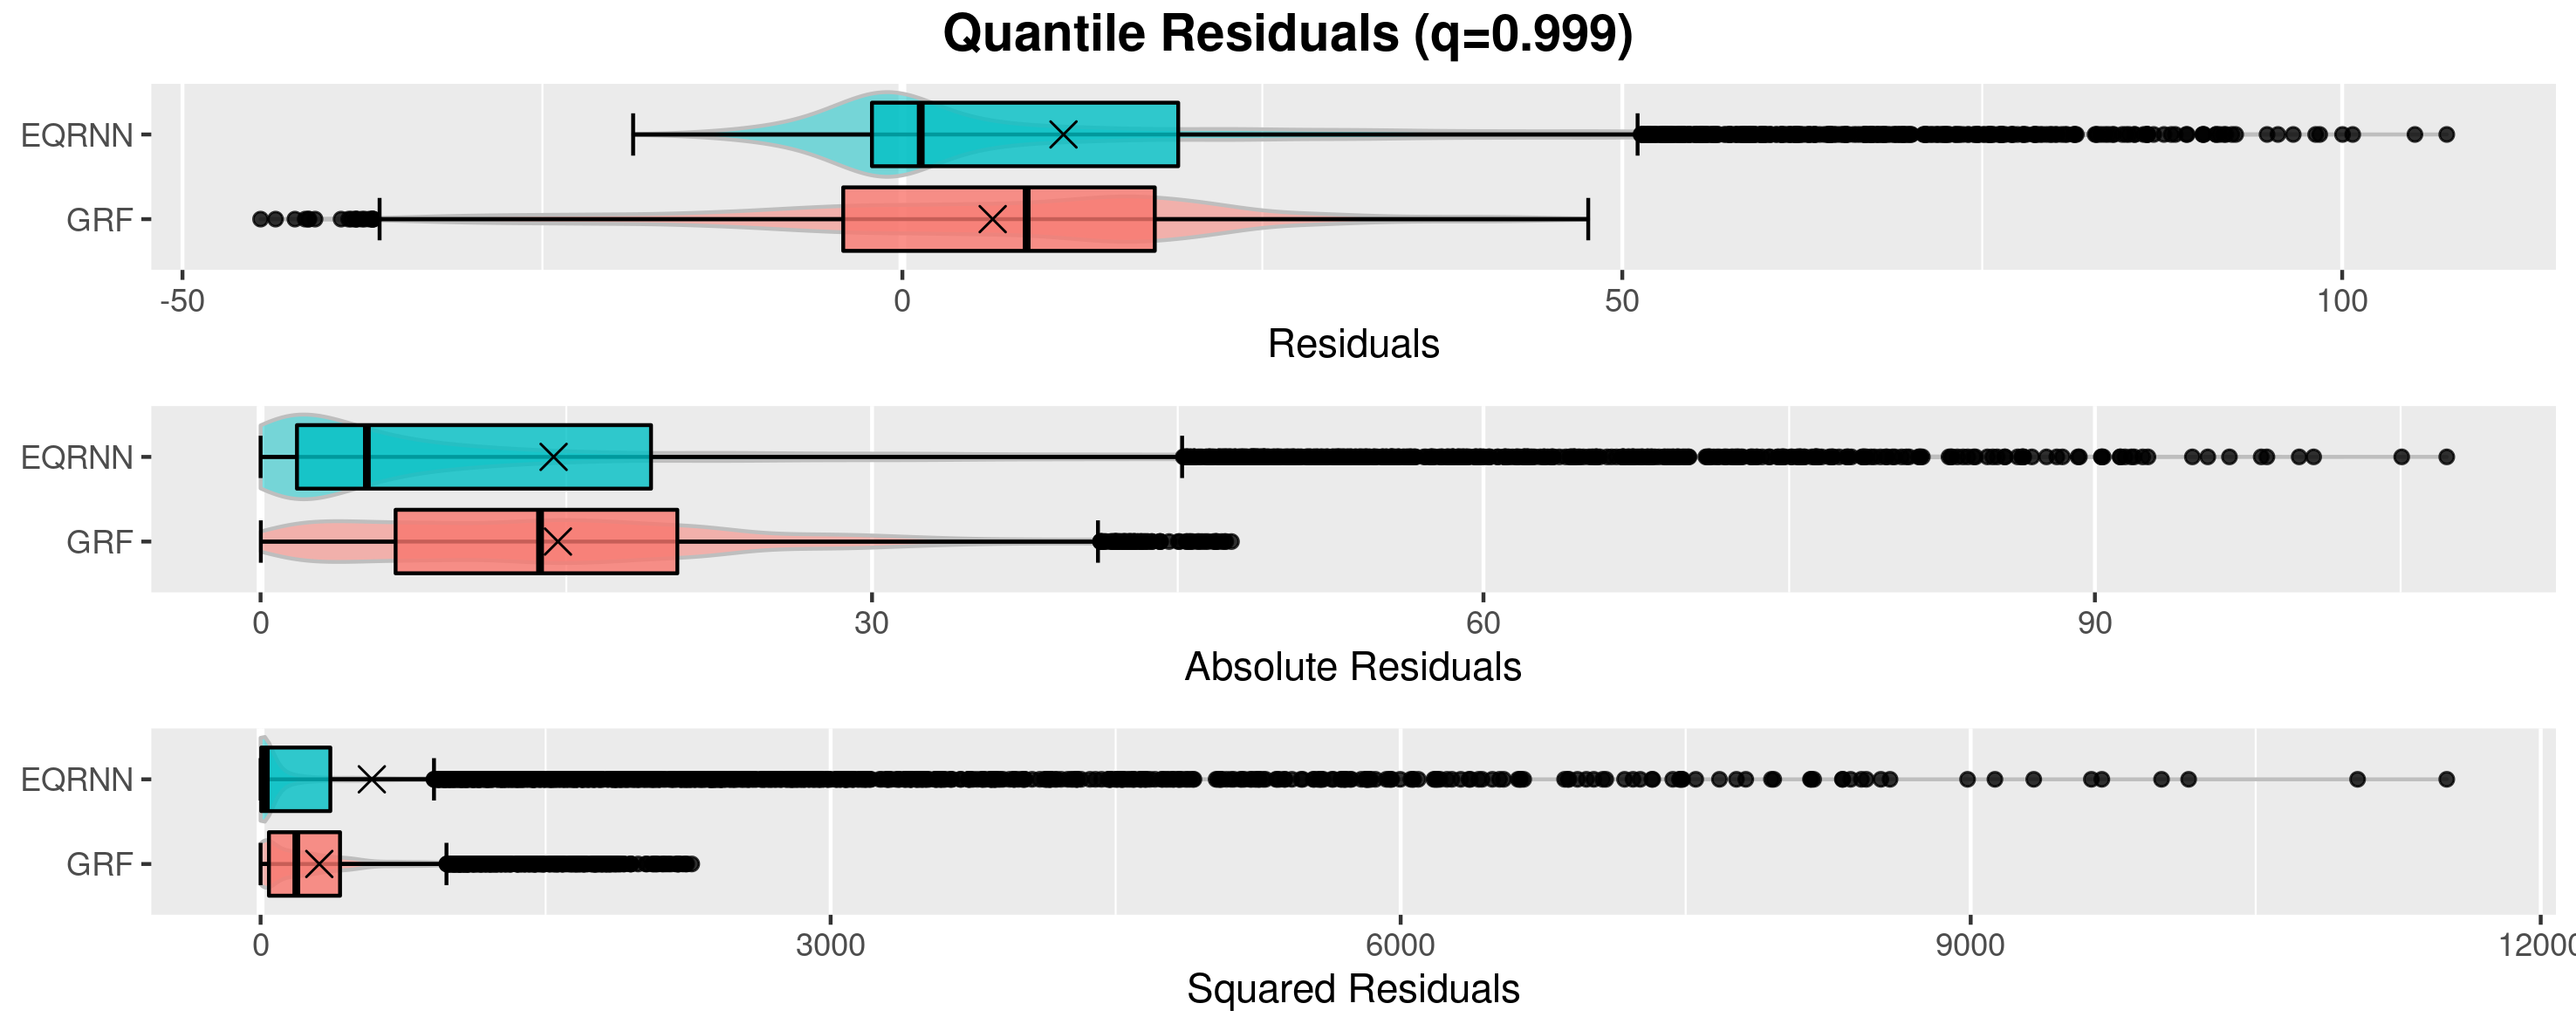 Quantile Residuals (q=0.999)
EQRNN
GRF
-50 0 50 100
Residuals
EQRNN
GRF
0 30 60 90
Absolute Residuals
EQRNN
GRF
0 3000 6000 9000 12000
Squared Residuals